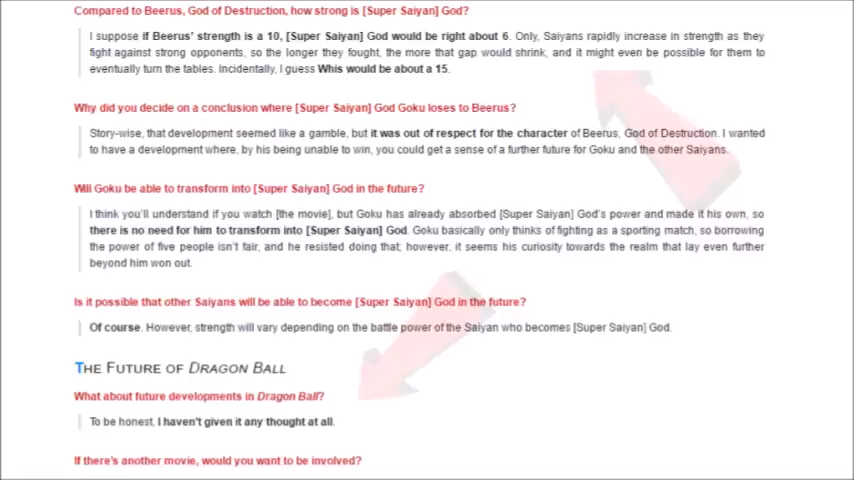 Compared to Beerus, God of Destruction, how strong is [Super Saiyan] God?
I suppose if Beerus' strength is a 10, [Super Saiyan] God would be right about 6. Only, Saiyans rapidly increase in strength as they
fight against strong opponents, so the longer they fought, the more that gap would shrink, and it might even be possible for them to
eventually turn the tables. Incidentally, I guess Whis would be about a 15.
Why did you decide on a conclusion where [Super Saiyan] God Goku loses to Beerus?
Story-wise, that development seemed like a gamble, but it was out of respect for the character of Beerus, God of Destruction. I wanted
to have a development where, by his being unable to win, you could get a sense of a further future for Goku and the other Saiyans.
Will Goku be able to transform into [Super Saiyan] God in the future?
I think you'll understand if you watch [the movie], but Goku has already absorbed [Super Saiyan] God's power and made it his own, so
there is no need for him to transform into [Super Saiyan] God. Goku basically only thinks of fighting as a sporting match, so borrowing
the power of five people isn't fair, and he resisted doing that; however, it seems his curiosity towards the realm that lay even further
beyond him won out.
Is it possible that other Saiyans will be able to become [Super Saiyan] God in the future?
Of course. However, strength will vary depending on the battle power of the Saiyan who becomes [Super Saiyan] God.
THE FUTURE OF DRAGON BALL
What about future developments in Dragon Ball?
To be honest, I haven't given it any thought at all.
If there's another movie, would you want to be involved?